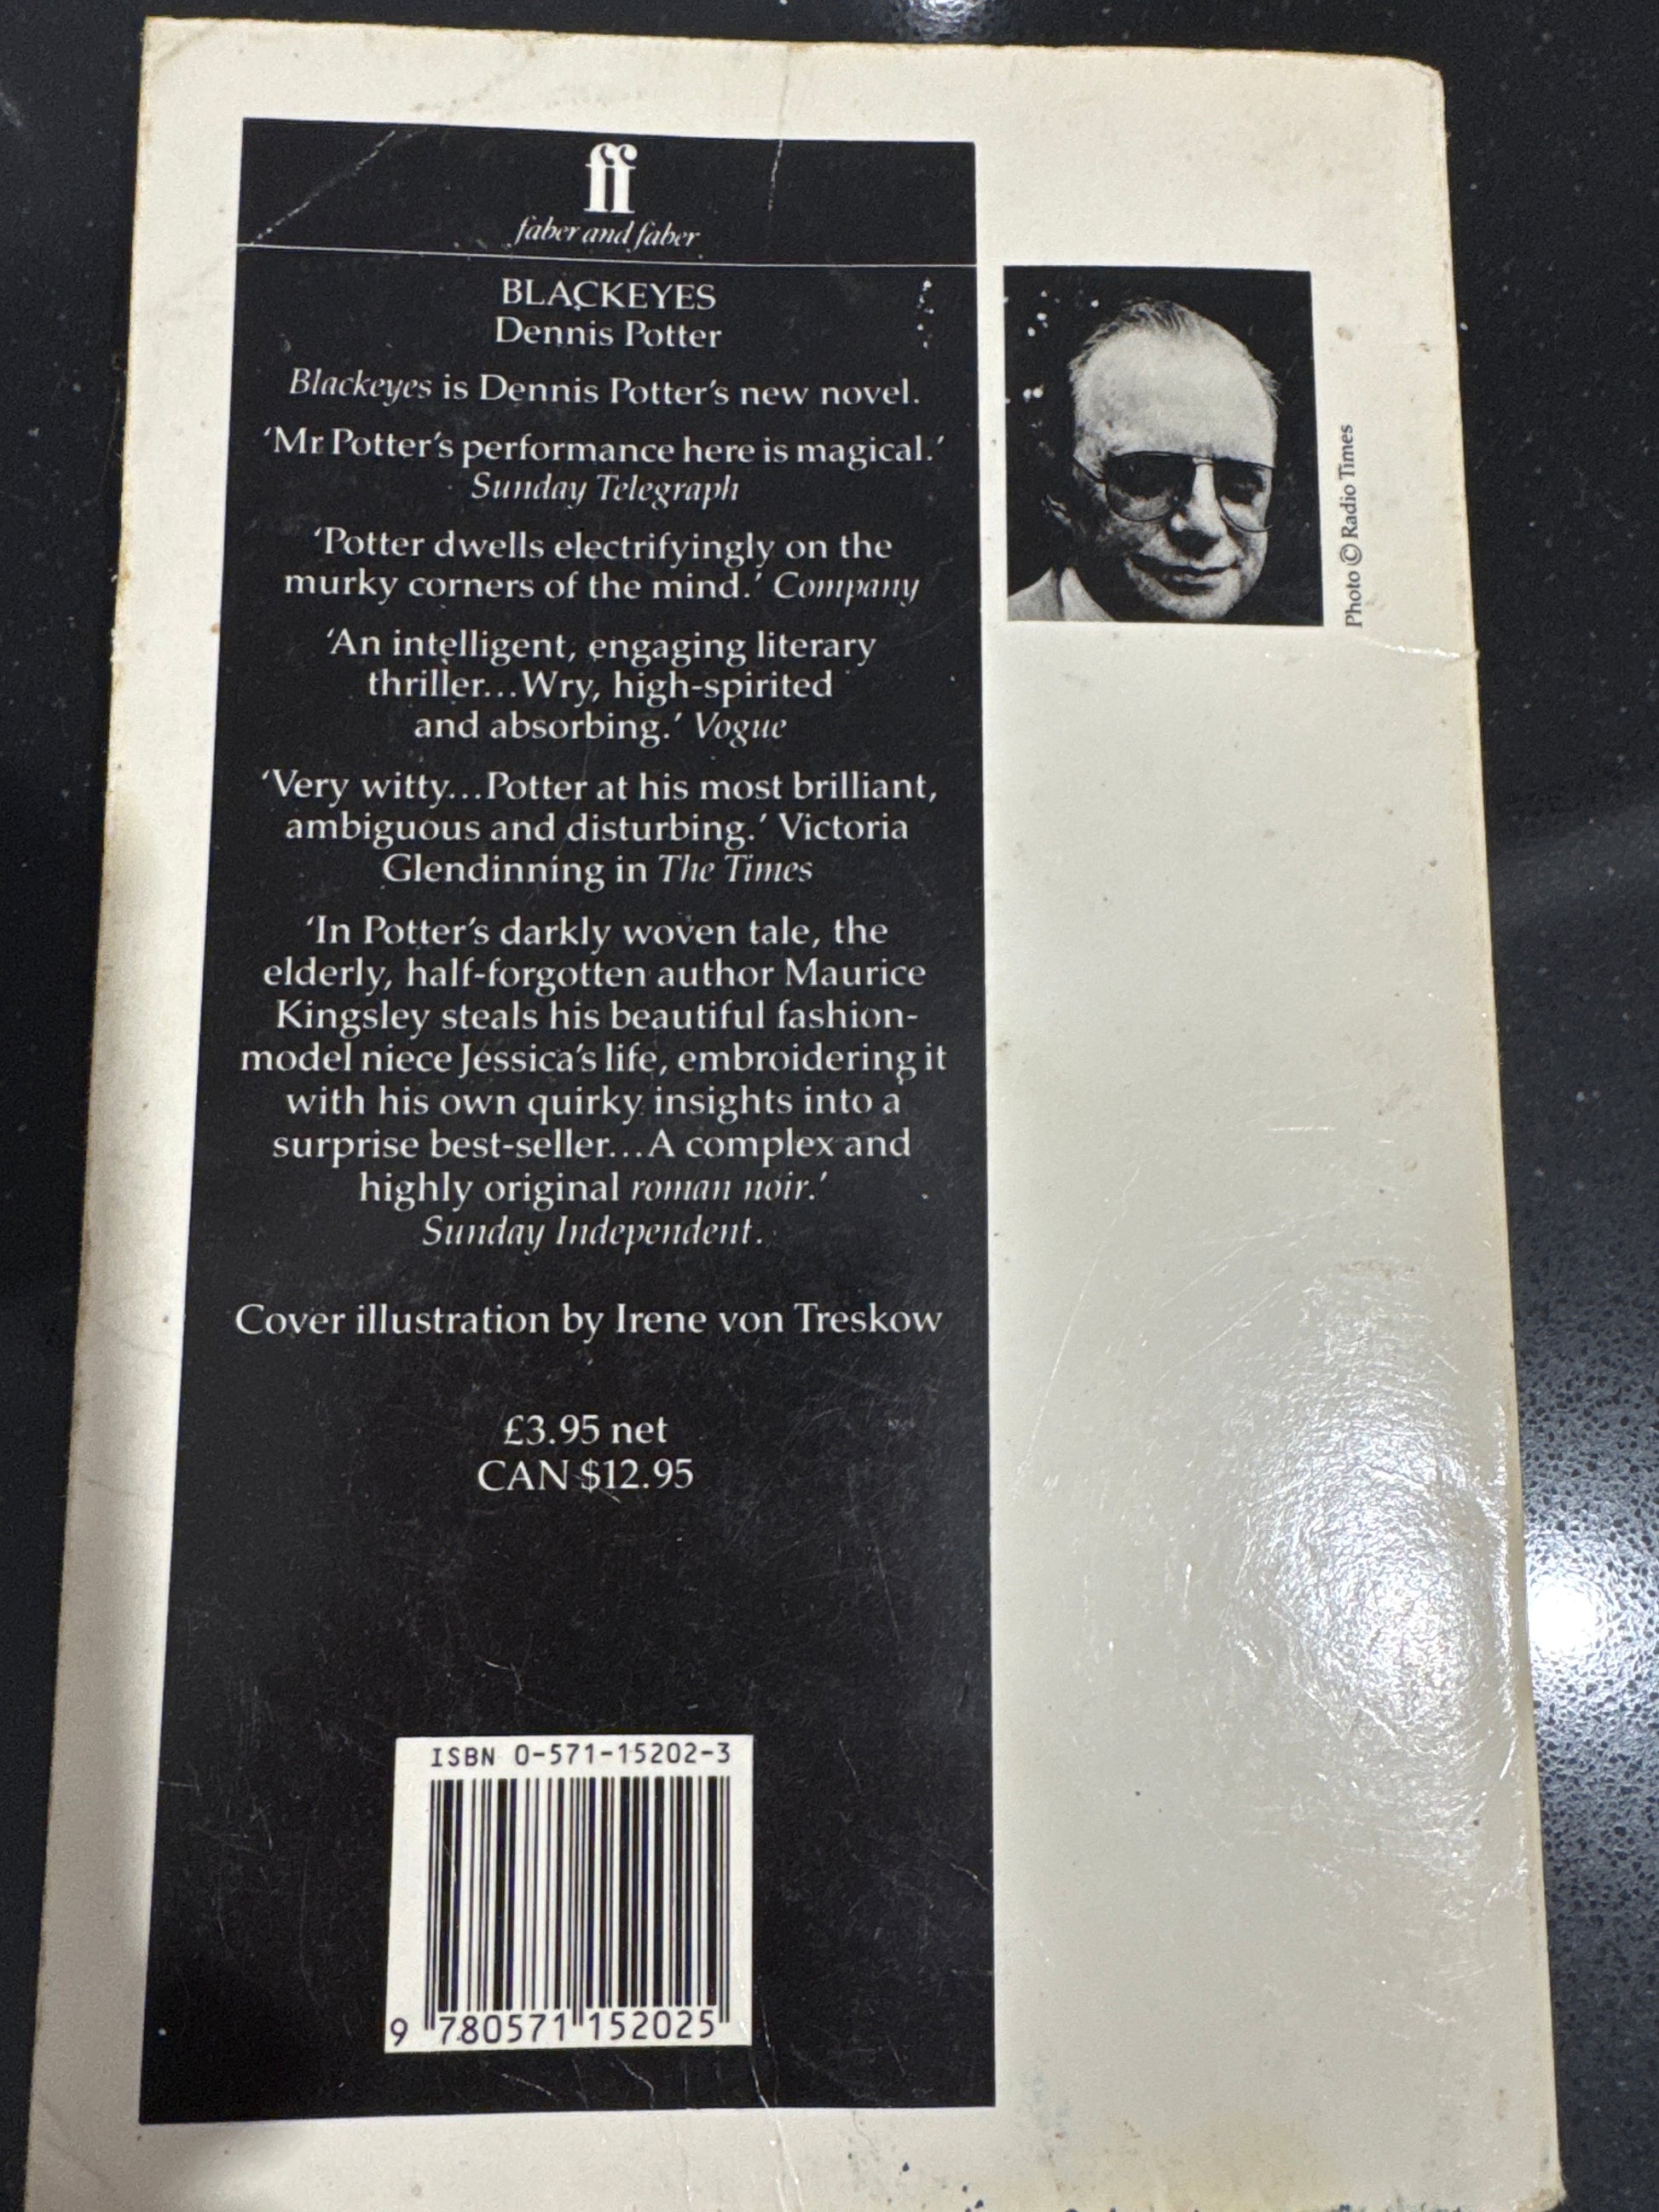 ff
faber and faber
BLACKEYES
Dennis Potter
Blackeyes is Dennis Potter's new novel.
‘Mr Potter's performance here is magical.’
Sunday Telegraph
‘Potter dwells electrifyingly on the
murky corners of the mind.’ Company
‘An intelligent, engaging literary
thriller...Wry, high-spirited
and absorbing.’ Vogue
‘Very witty...Potter at his most brilliant,
ambiguous and disturbing.’ Victoria
Glendinning in The Times
‘In Potter's darkly woven tale, the
elderly, half-forgotten author Maurice
Kingsley steals his beautiful fashion-
model niece Jessica's life, embroidering it
with his own quirky insights into a
surprise best-seller...A complex and
highly original roman noir.’
Sunday Independent.
Cover illustration by Irene von Treskow
£3.95 net
CAN $12.95
ISBN 0-571-15202-3
9 780571 152025
Photo © Radio Times